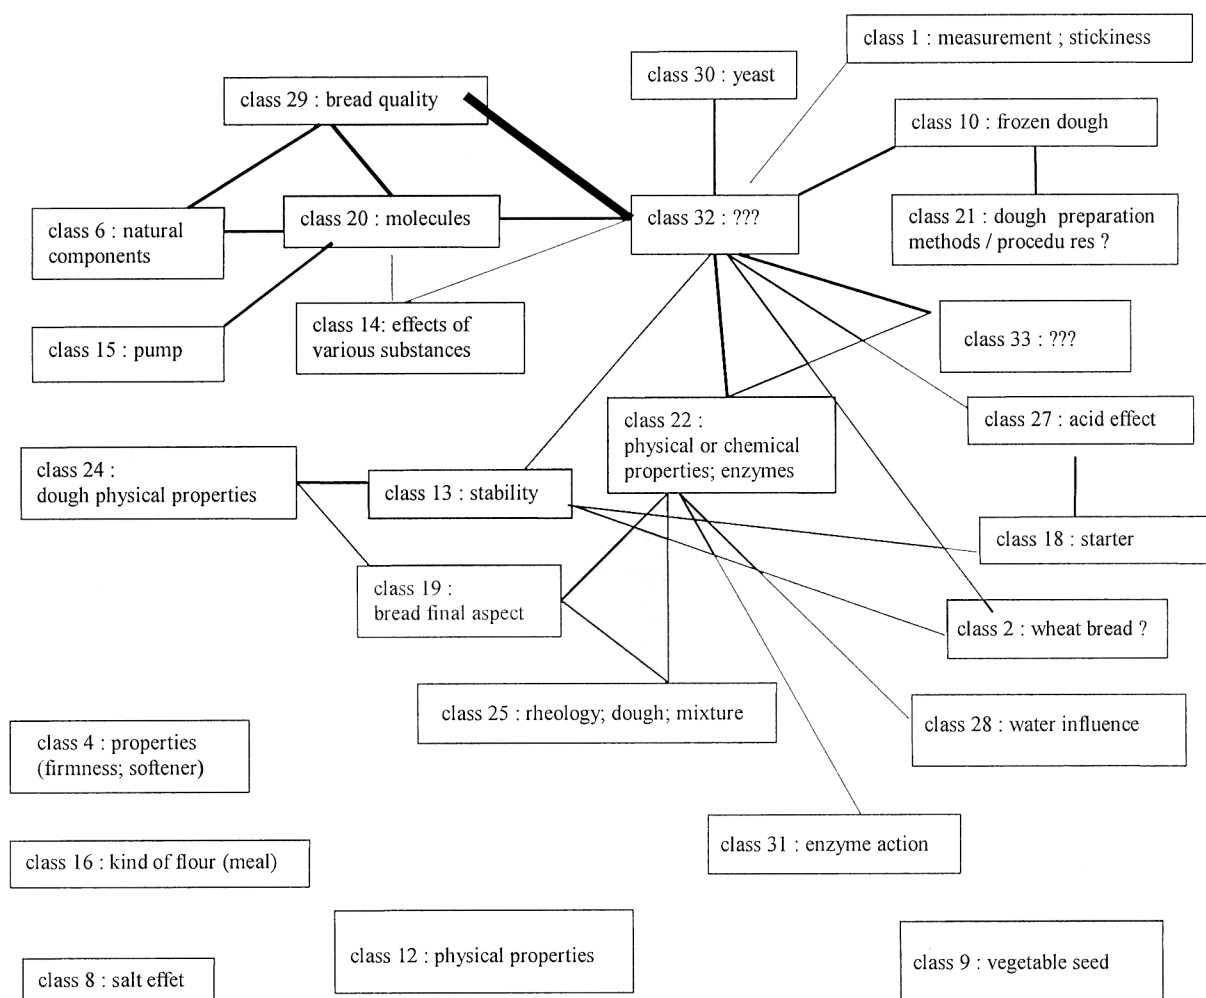 class 1 : measurement ; stickiness
class 30 : yeast
class 29 : bread quality
class 10 : frozen dough
class 6 : natural
components
class 20 : molecules
class 32 : ???
class 21 : dough preparation
methods / procedu res ?
class 15 : pump
class 14: effects of
various substances
class 33 : ???
class 22 :
physical or chemical
properties; enzymes
class 27 : acid effect
class 24 :
dough physical properties
class 13 : stability
class 18 : starter
class 19 :
bread final aspect
class 2 : wheat bread ?
class 25 : rheology; dough; mixture
class 28 : water influence
class 4 : properties
(firmness; softener)
class 31 : enzyme action
class 16 : kind of flour (meal)
class 12 : physical properties
class 9 : vegetable seed
class 8 : salt effet